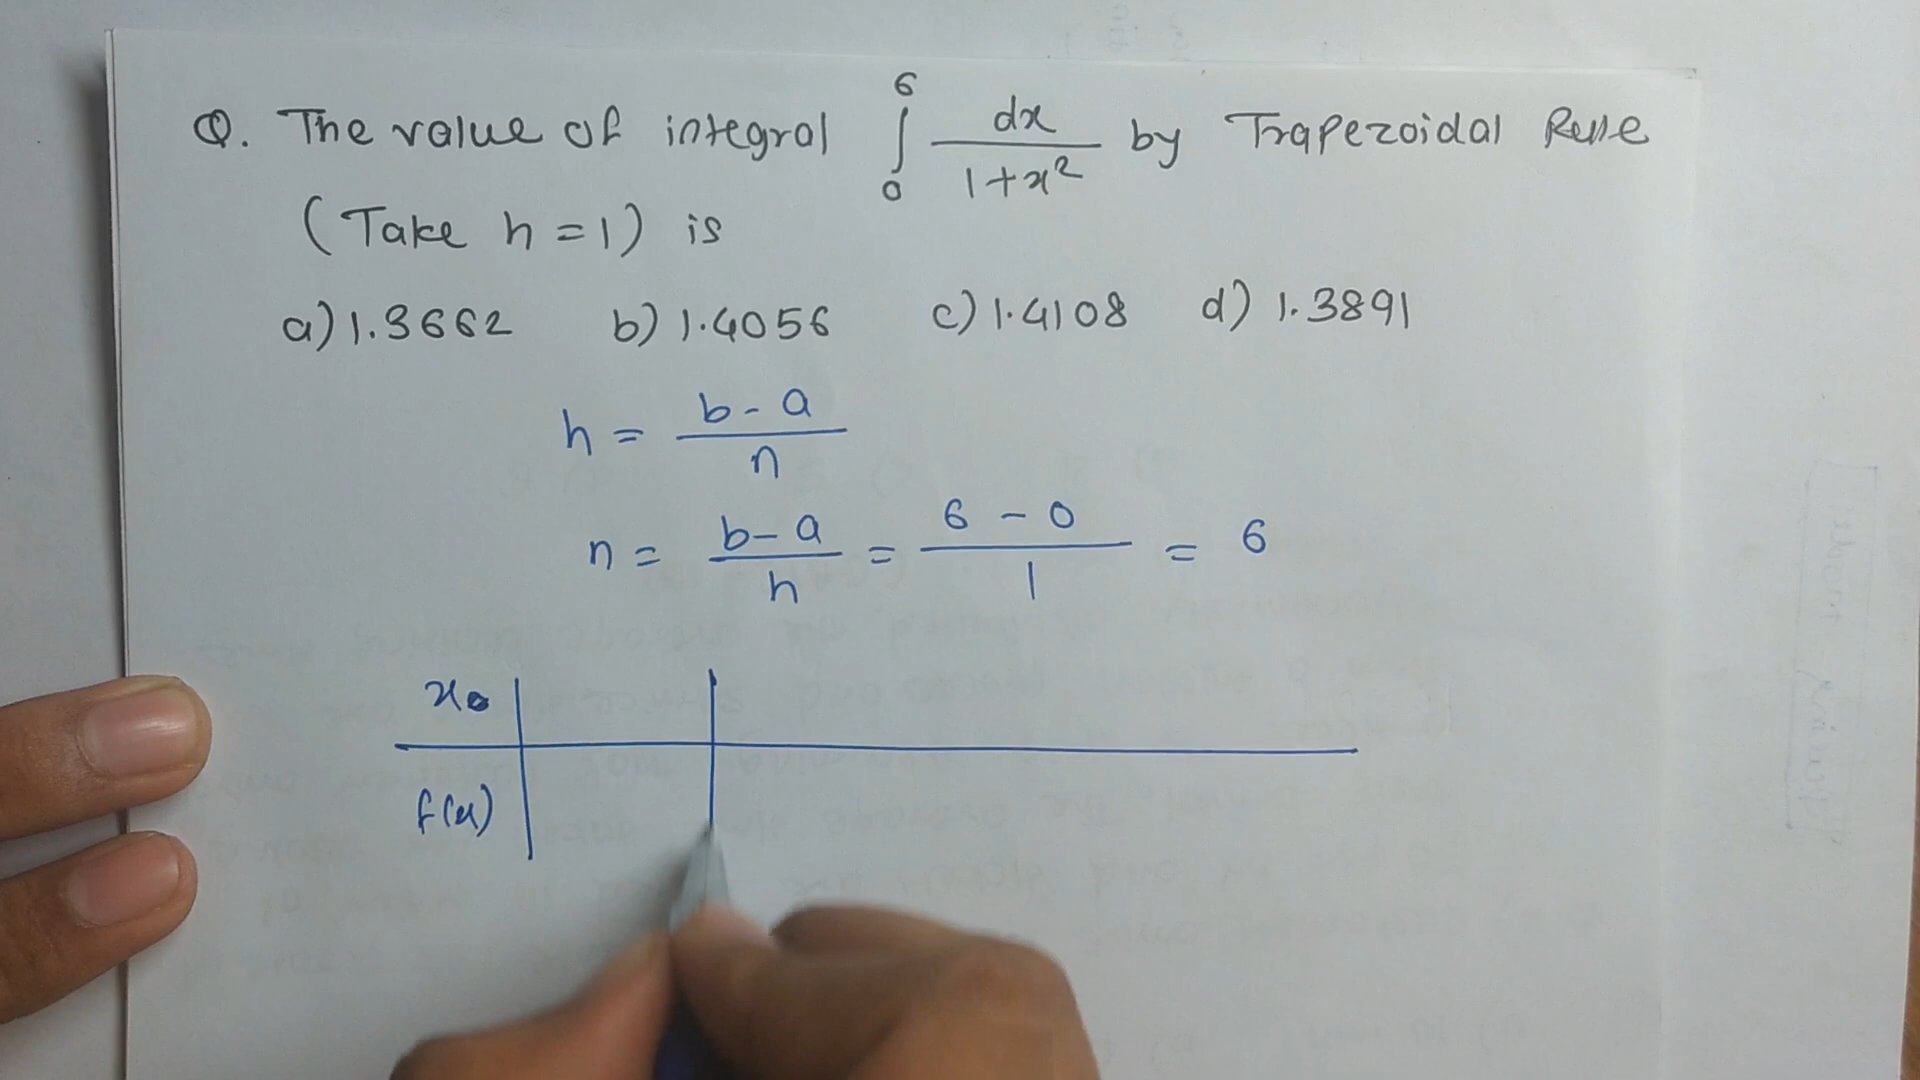 Q. The value of integral ∫₀⁶ dx/(1+x²) by Trapezoidal Rule
(Take h = 1) is
a) 1.3662 b) 1.4056 c) 1.4108 d) 1.3891
h = (b - a)/n
n = (b - a)/h = (6 - 0)/1 = 6
x
f(x)